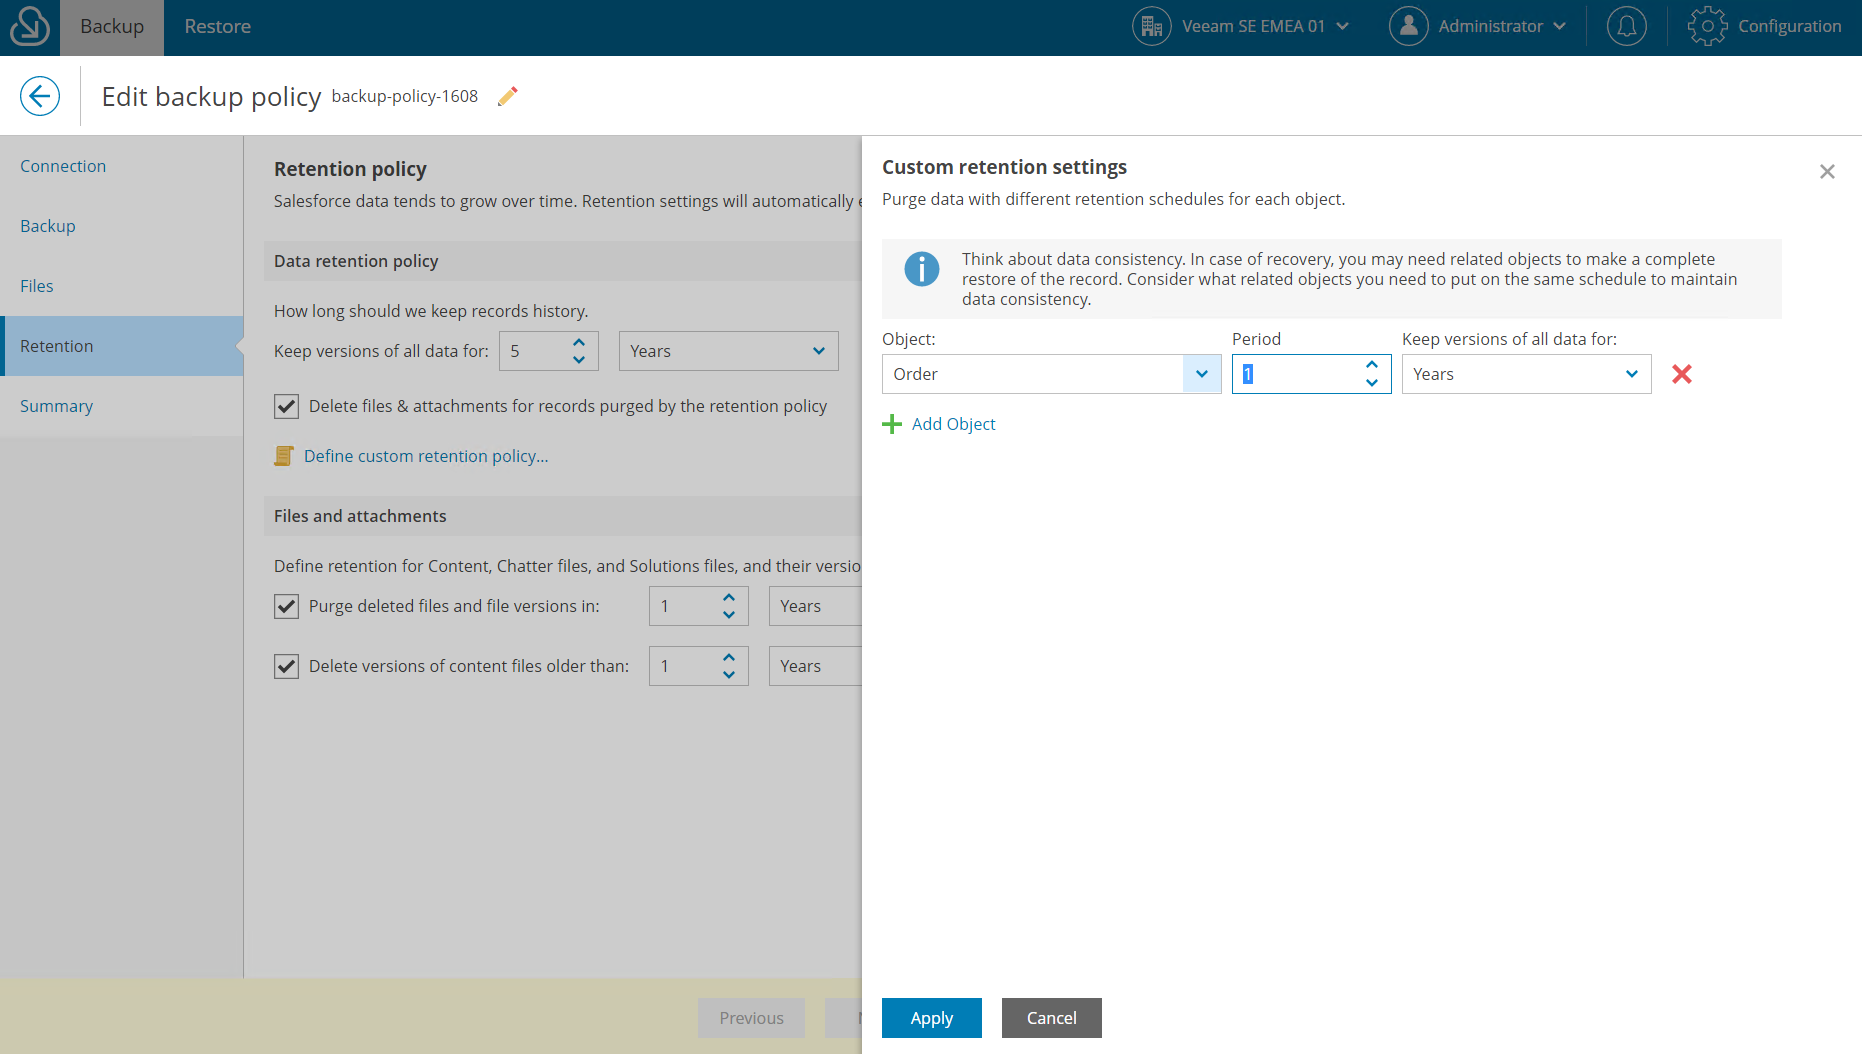 Backup
Restore
Veeam SE EMEA 01
Administrator
Configuration
Edit backup policy backup-policy-1608
Connection
Backup
Files
Retention
Summary
Retention policy
Salesforce data tends to grow over time. Retention settings will automatically
Data retention policy
How long should we keep records history.
Keep versions of all data for: 5 Years
Delete files & attachments for records purged by the retention policy
Define custom retention policy...
Files and attachments
Define retention for Content, Chatter files, and Solutions files, and their versio
Purge deleted files and file versions in: 1 Years
Delete versions of content files older than: 1 Years
Previous
Custom retention settings
Purge data with different retention schedules for each object.
Think about data consistency. In case of recovery, you may need related objects to make a complete
restore of the record. Consider what related objects you need to put on the same schedule to maintain
data consistency.
Object: Period Keep versions of all data for:
Order 1 Years
Add Object
Apply Cancel